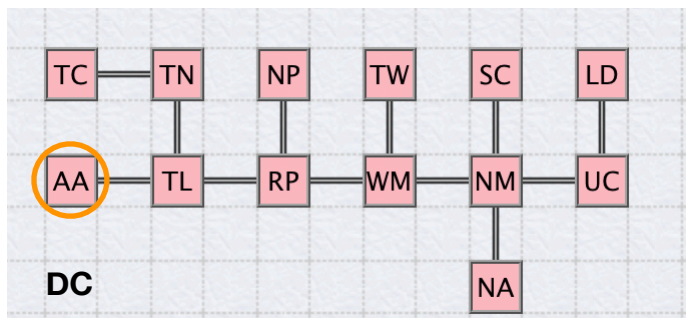 TC TN NP TW SC LD
AA TL RP WM NM UC
DC NA